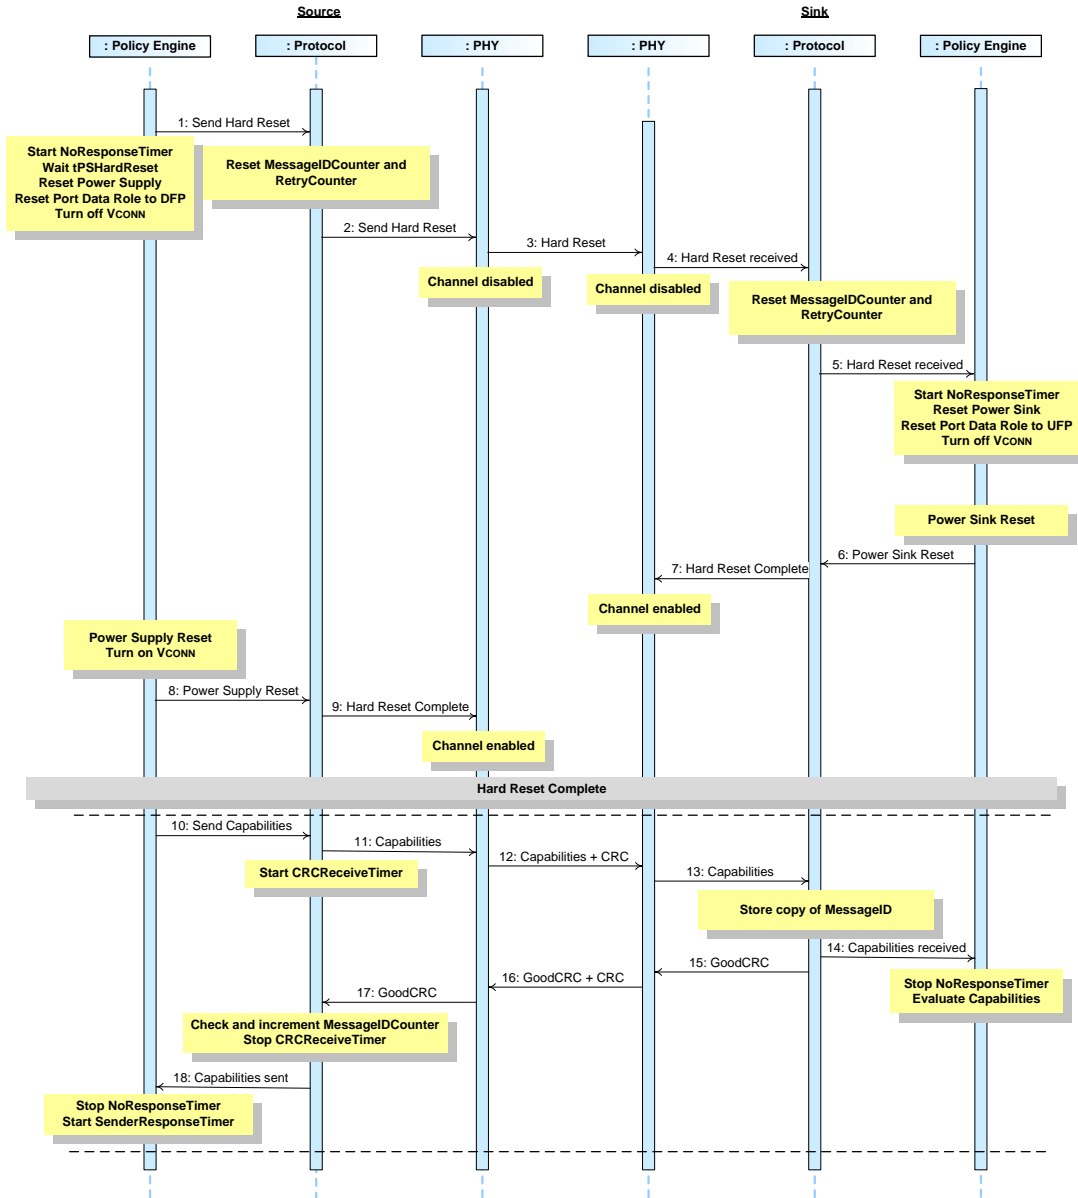 Source
Sink
: Policy Engine
: Protocol
: PHY
: PHY
: Protocol
: Policy Engine
1: Send Hard Reset
Start NoResponseTimer
Wait tPSHardReset
Reset Power Supply
Reset Port Data Role to DFP
Turn off VCONN
Reset MessageIDCounter and
RetryCounter
2: Send Hard Reset
3: Hard Reset
4: Hard Reset received
Channel disabled
Channel disabled
Reset MessageIDCounter and
RetryCounter
5: Hard Reset received
Start NoResponseTimer
Reset Power Sink
Reset Port Data Role to UFP
Turn off VCONN
Power Sink Reset
6: Power Sink Reset
7: Hard Reset Complete
Channel enabled
Power Supply Reset
Turn on VCONN
8: Power Supply Reset
9: Hard Reset Complete
Channel enabled
Hard Reset Complete
10: Send Capabilities
11: Capabilities
12: Capabilities + CRC
Start CRCReceiveTimer
13: Capabilities
Store copy of MessageID
14: Capabilities received
15: GoodCRC
16: GoodCRC + CRC
Stop NoResponseTimer
Evaluate Capabilities
17: GoodCRC
Check and increment MessageIDCounter
Stop CRCReceiveTimer
18: Capabilities sent
Stop NoResponseTimer
Start SenderResponseTimer